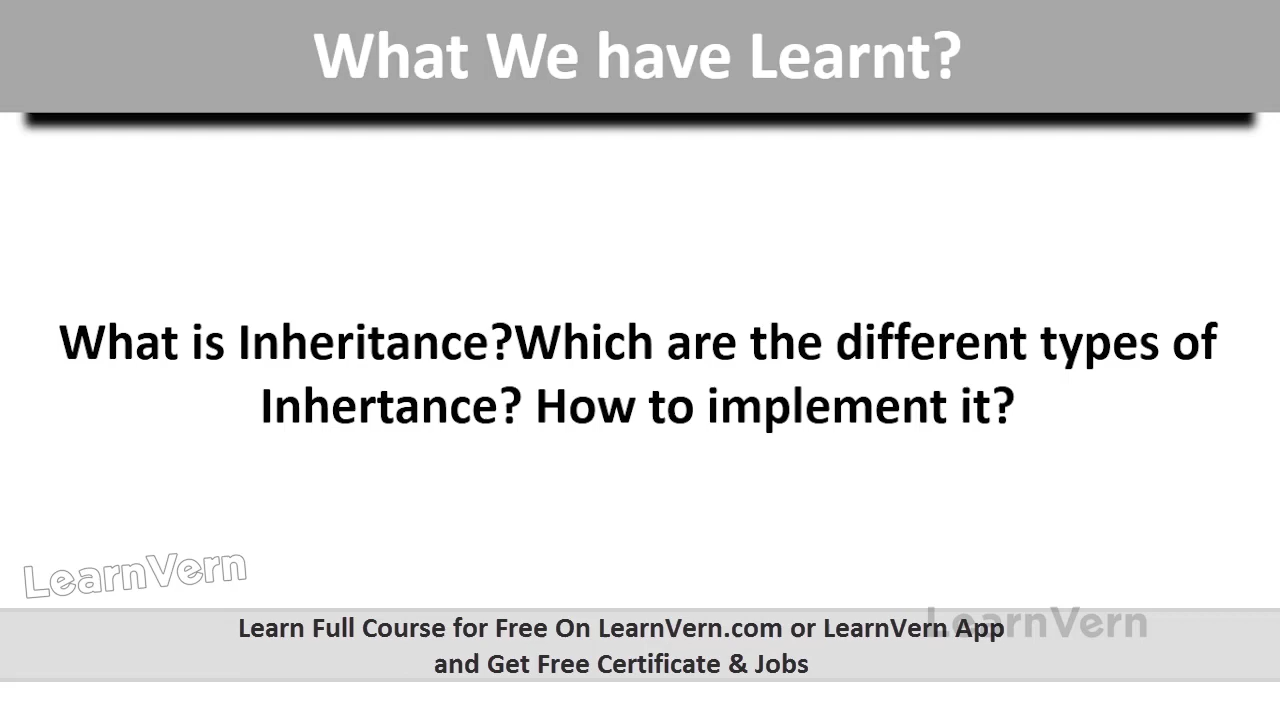 What We have Learnt?
What is Inheritance?Which are the different types of
Inhertance? How to implement it?
LearnVern
LearnVern
Learn Full Course for Free On LearnVern.com or LearnVern App
and Get Free Certificate & Jobs